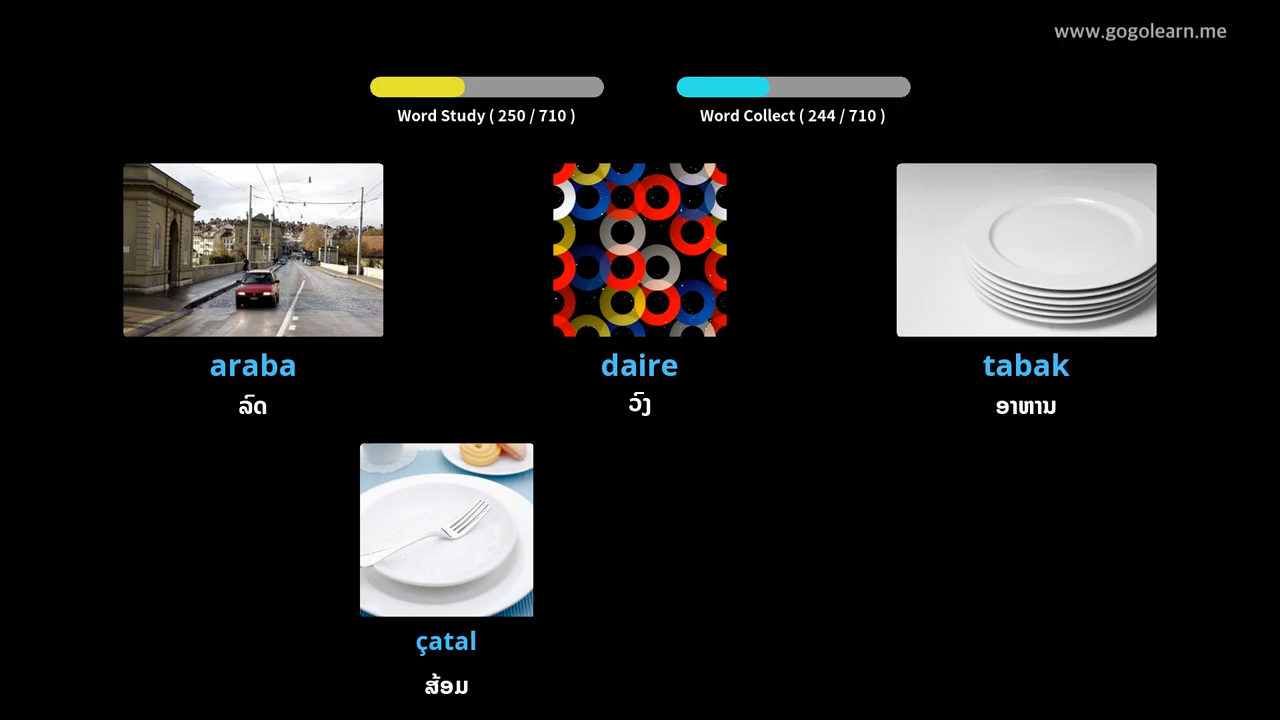 www.gogolearn.me
Word Study ( 250 / 710 )
Word Collect ( 244 / 710 )
araba
ລົດ
daire
ວົງ
tabak
ອາຫານ
çatal
ສ້ອມ